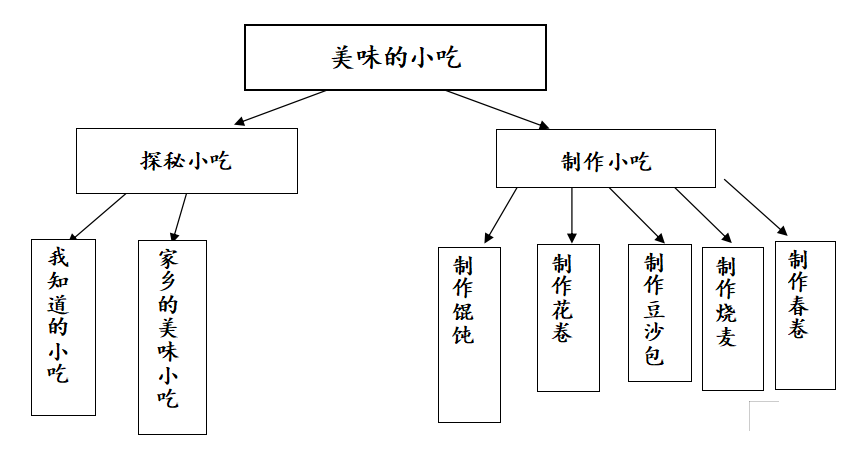 美味的小吃
探秘小吃
制作小吃
我知道的小吃
家乡的美味小吃
制作馄饨
制作花卷
制作豆沙包
制作烧麦
制作春卷